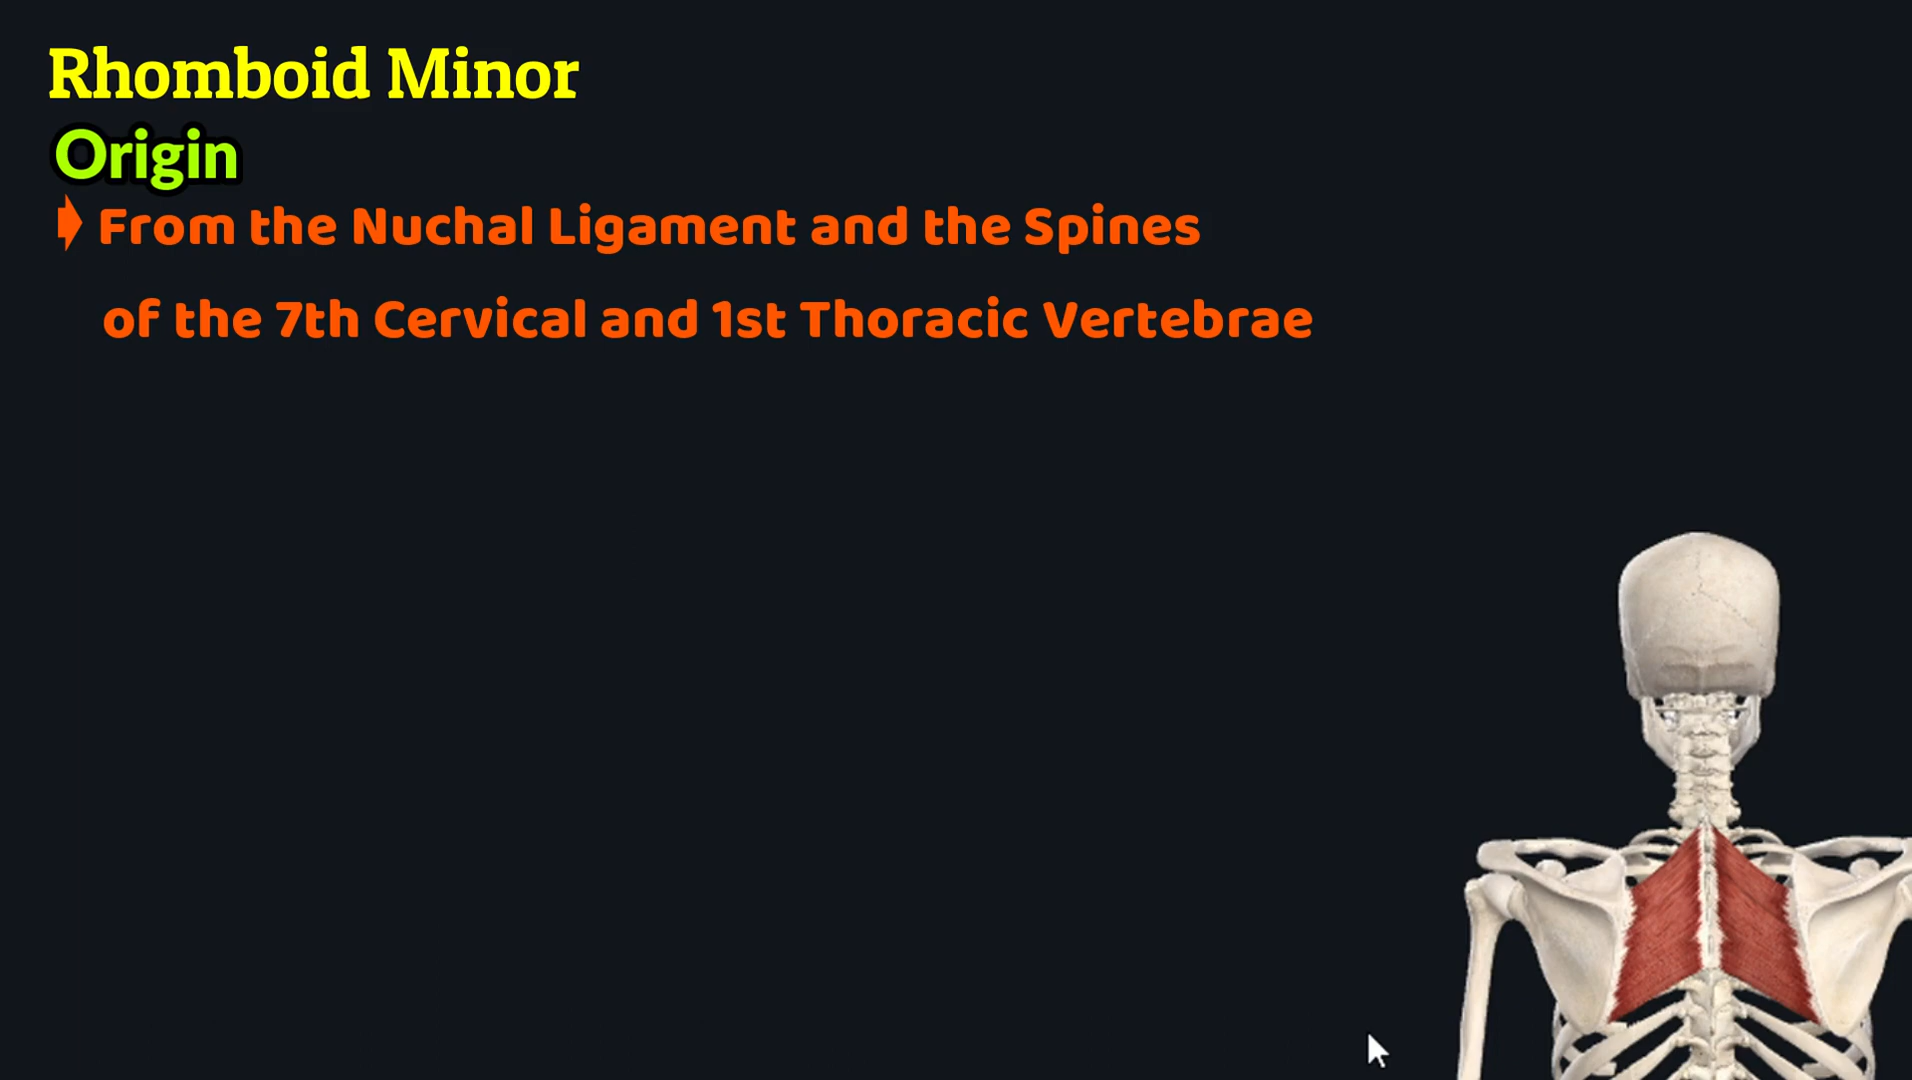 Rhomboid Minor
Origin
From the Nuchal Ligament and the Spines
of the 7th Cervical and 1st Thoracic Vertebrae